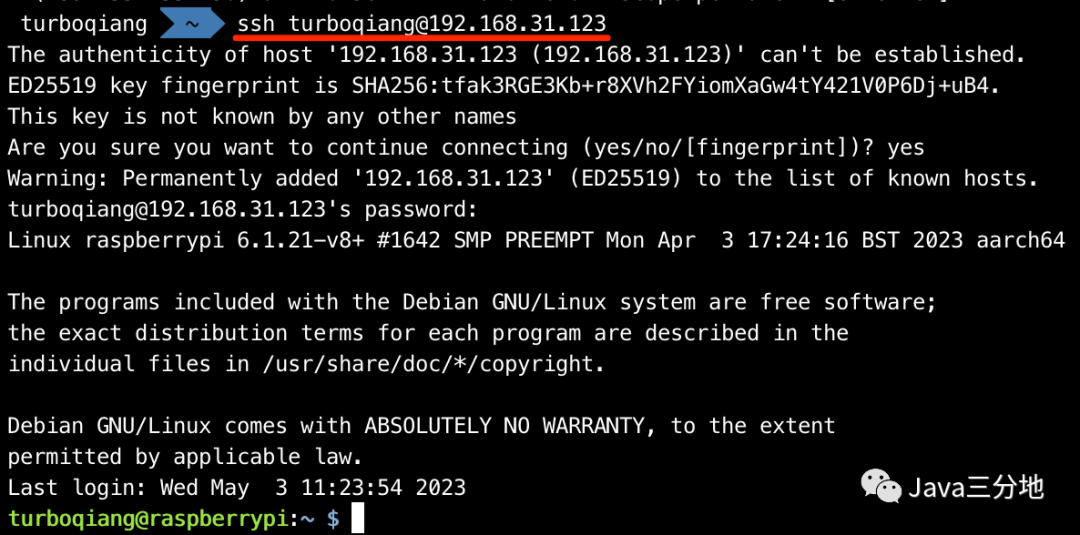 turboqiang ~ ssh turboqiang@192.168.31.123
The authenticity of host '192.168.31.123 (192.168.31.123)' can't be established.
ED25519 key fingerprint is SHA256:tfak3RGE3Kb+r8XVh2FYiomXaGw4tY421V0P6Dj+uB4.
This key is not known by any other names
Are you sure you want to continue connecting (yes/no/[fingerprint])? yes
Warning: Permanently added '192.168.31.123' (ED25519) to the list of known hosts.
turboqiang@192.168.31.123's password:
Linux raspberrypi 6.1.21-v8+ #1642 SMP PREEMPT Mon Apr  3 17:24:16 BST 2023 aarch64

The programs included with the Debian GNU/Linux system are free software;
the exact distribution terms for each program are described in the
individual files in /usr/share/doc/*/copyright.

Debian GNU/Linux comes with ABSOLUTELY NO WARRANTY, to the extent
permitted by applicable law.
Last login: Wed May  3 11:23:54 2023
Java三分地
turboqiang@raspberrypi:~ $